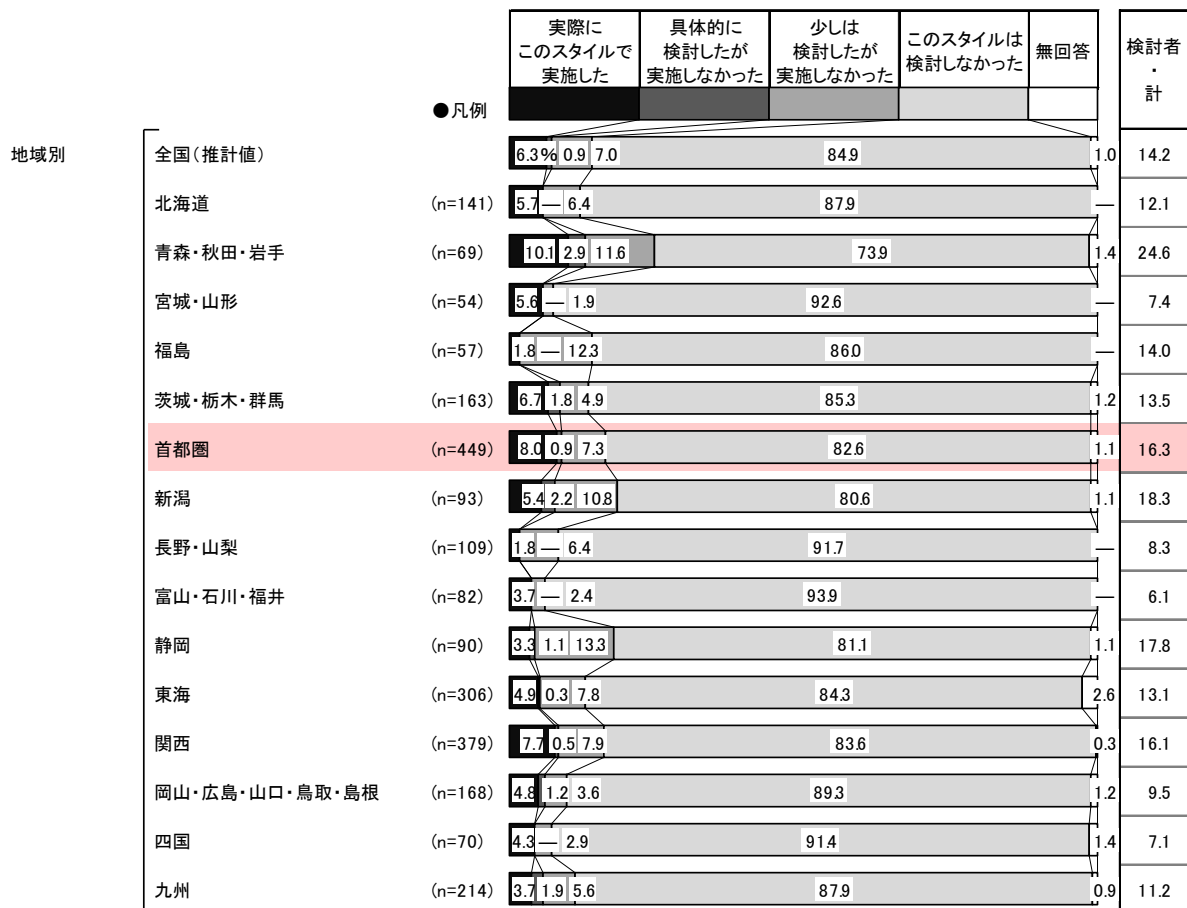 実際に
このスタイルで
実施した
具体的に
検討したが
実施しなかった
少しは
検討したが
実施しなかった
このスタイルは
検討しなかった
無回答
検討者
・
計
●凡例
地域別
全国(推計値) 6.3% 0.9 7.0 84.9 1.0 14.2
北海道 (n=141) 5.7 — 6.4 87.9 — 12.1
青森・秋田・岩手 (n=69) 10.1 2.9 11.6 73.9 1.4 24.6
宮城・山形 (n=54) 5.6 — 1.9 92.6 — 7.4
福島 (n=57) 1.8 — 12.3 86.0 — 14.0
茨城・栃木・群馬 (n=163) 6.7 1.8 4.9 85.3 1.2 13.5
首都圏 (n=449) 8.0 0.9 7.3 82.6 1.1 16.3
新潟 (n=93) 5.4 2.2 10.8 80.6 1.1 18.3
長野・山梨 (n=109) 1.8 — 6.4 91.7 — 8.3
富山・石川・福井 (n=82) 3.7 — 2.4 93.9 — 6.1
静岡 (n=90) 3.3 1.1 13.3 81.1 1.1 17.8
東海 (n=306) 4.9 0.3 7.8 84.3 2.6 13.1
関西 (n=379) 7.7 0.5 7.9 83.6 0.3 16.1
岡山・広島・山口・鳥取・島根 (n=168) 4.8 1.2 3.6 89.3 1.2 9.5
四国 (n=70) 4.3 — 2.9 91.4 1.4 7.1
九州 (n=214) 3.7 1.9 5.6 87.9 0.9 11.2